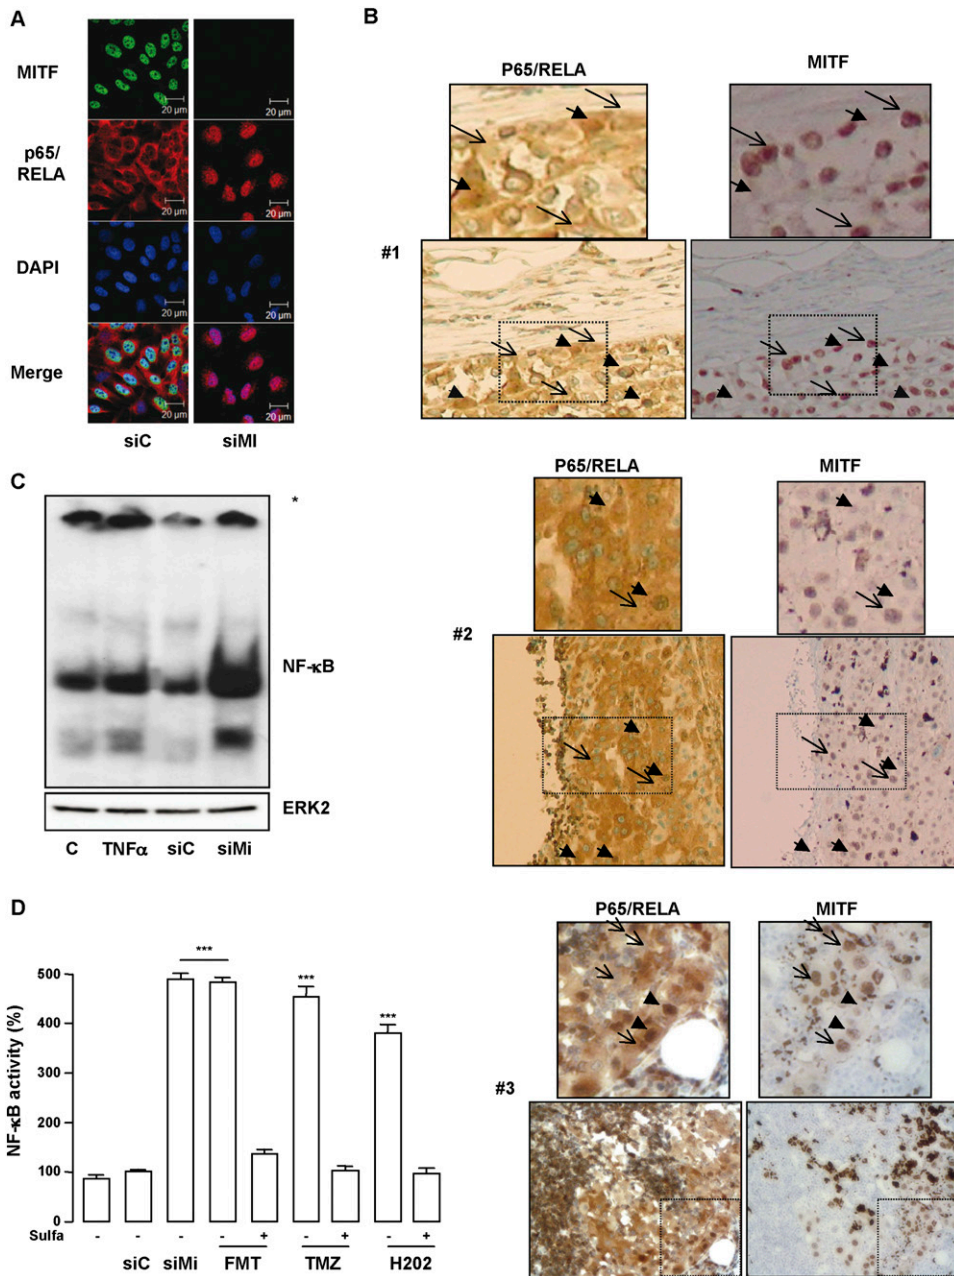 A
MITF
20 µm
20 µm
p65/
RELA
20 µm
20 µm
DAPI
20 µm
20 µm
Merge
20 µm
20 µm
siC
siMI
B
P65/RELA
MITF
#1
P65/RELA
MITF
#2
P65/RELA
MITF
#3
C
*
NF-κB
ERK2
C TNFα siC siMi
D
NF-κB activity (%)
500
400
300
200
100
0
***
***
***
Sulfa - - - - + - + - +
siC siMi FMT TMZ H202